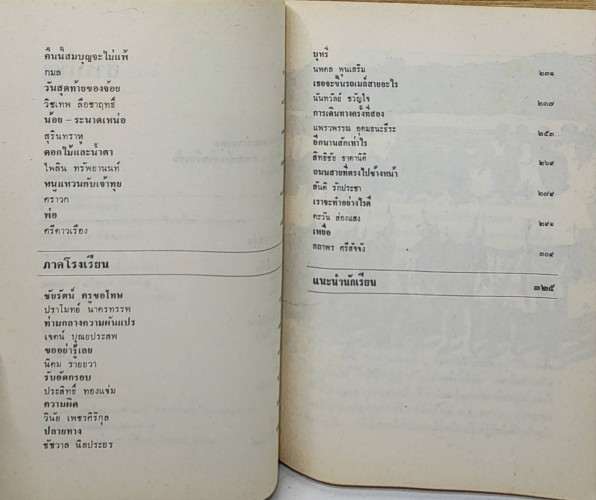 คืนนี้สมบูญจะไม่แพ้
กมล
วันสุดท้ายของจ้อย
วิชเทพ ลือชาฤทธิ์
น้อย – ระนาดเหน่อ
สุรินทราหู
ดอกไม้และน้ำตา
ไพลิน ทรัพยานนท์
หนูแหวนกับเจ้าทุย
คราวก
พ่อ
ศรีดาวเรือง
ภาคโรงเรียน
ชัยรัตน์ ครูขอโทษ
ปราโมทย์ นาครทรรพ
ท่ามกลางความผันแปร
เจตน์ บุณยประสพ
ขออย่ารู้เลย
นิคม รายยวา
รับอัดกรอบ
ประสิทธิ์ ทองแจ่ม
ความผิด
วินัย เพชรคีรีกุล
ปลายทาง
ชัชวาล นิลประยร
บุหรี่
นพดล พูนเสริม ๒๓๑
เธอจะขึ้นรถเมล์สายอะไร
นันทวัลย์ ขวัญใจ ๒๓๗
การเดินทางครั้งที่สอง
แพรวพรรณ อุดมธนะธีระ ๒๕๓
อีกนานสักเท่าไร
สิทธิชัย ธาดานิติ ๒๖๙
ถนนสายที่ตรงไปข้างหน้า
สันติ รักประชา ๒๗๙
เราจะทำอย่างไรดี
ตะวัน ส่องแสง ๒๙๑
เหยื่อ
สถาพร ศรีสัจจัง ๓๐๙
แนะนำนักเขียน ๓๒๕